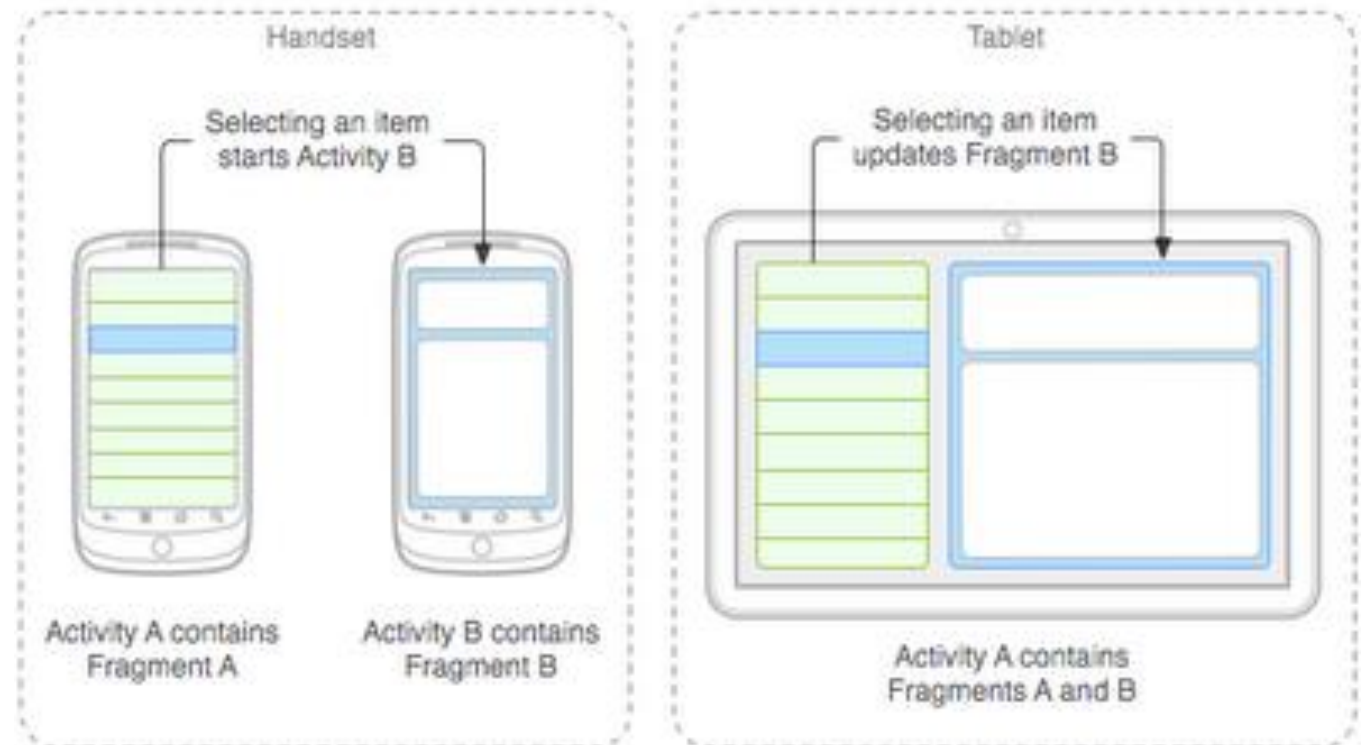 Handset
Selecting an item
starts Activity B
Activity A contains
Fragment A
Activity B contains
Fragment B
Tablet
Selecting an item
updates Fragment B
Activity A contains
Fragments A and B